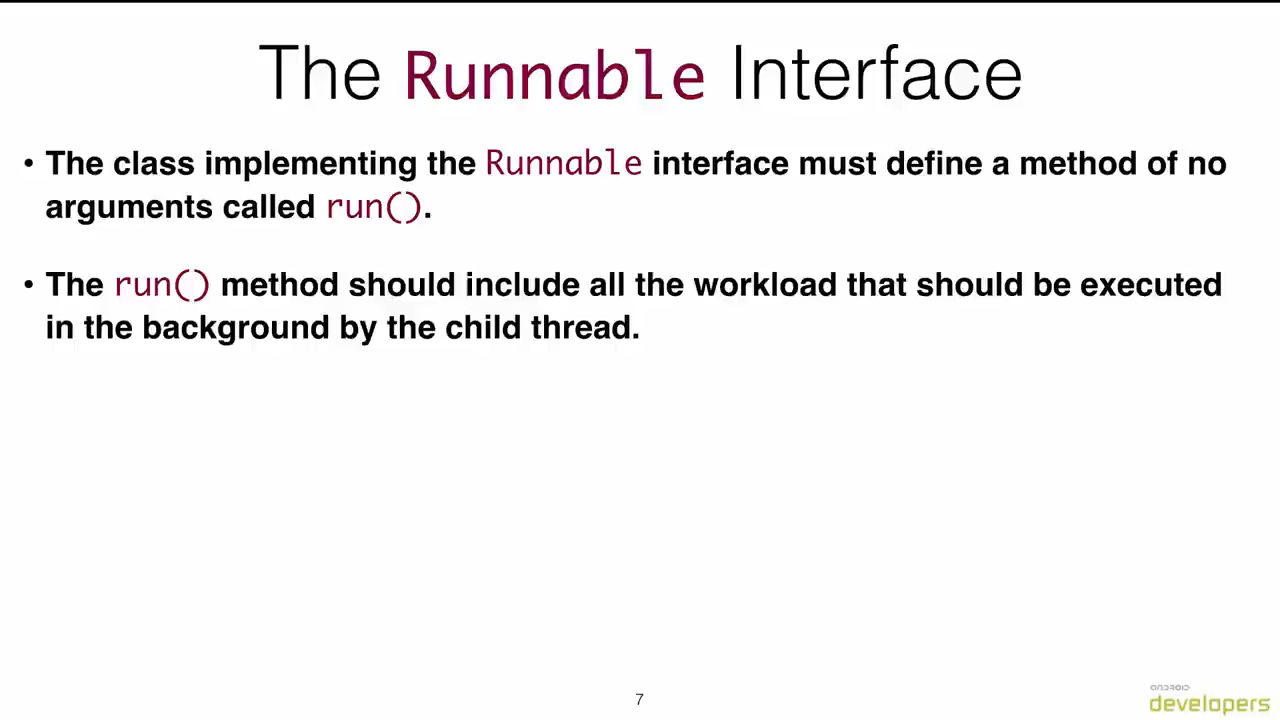 The Runnable Interface
• The class implementing the Runnable interface must define a method of no
arguments called run().
• The run() method should include all the workload that should be executed
in the background by the child thread.
7
ANDROID
developers